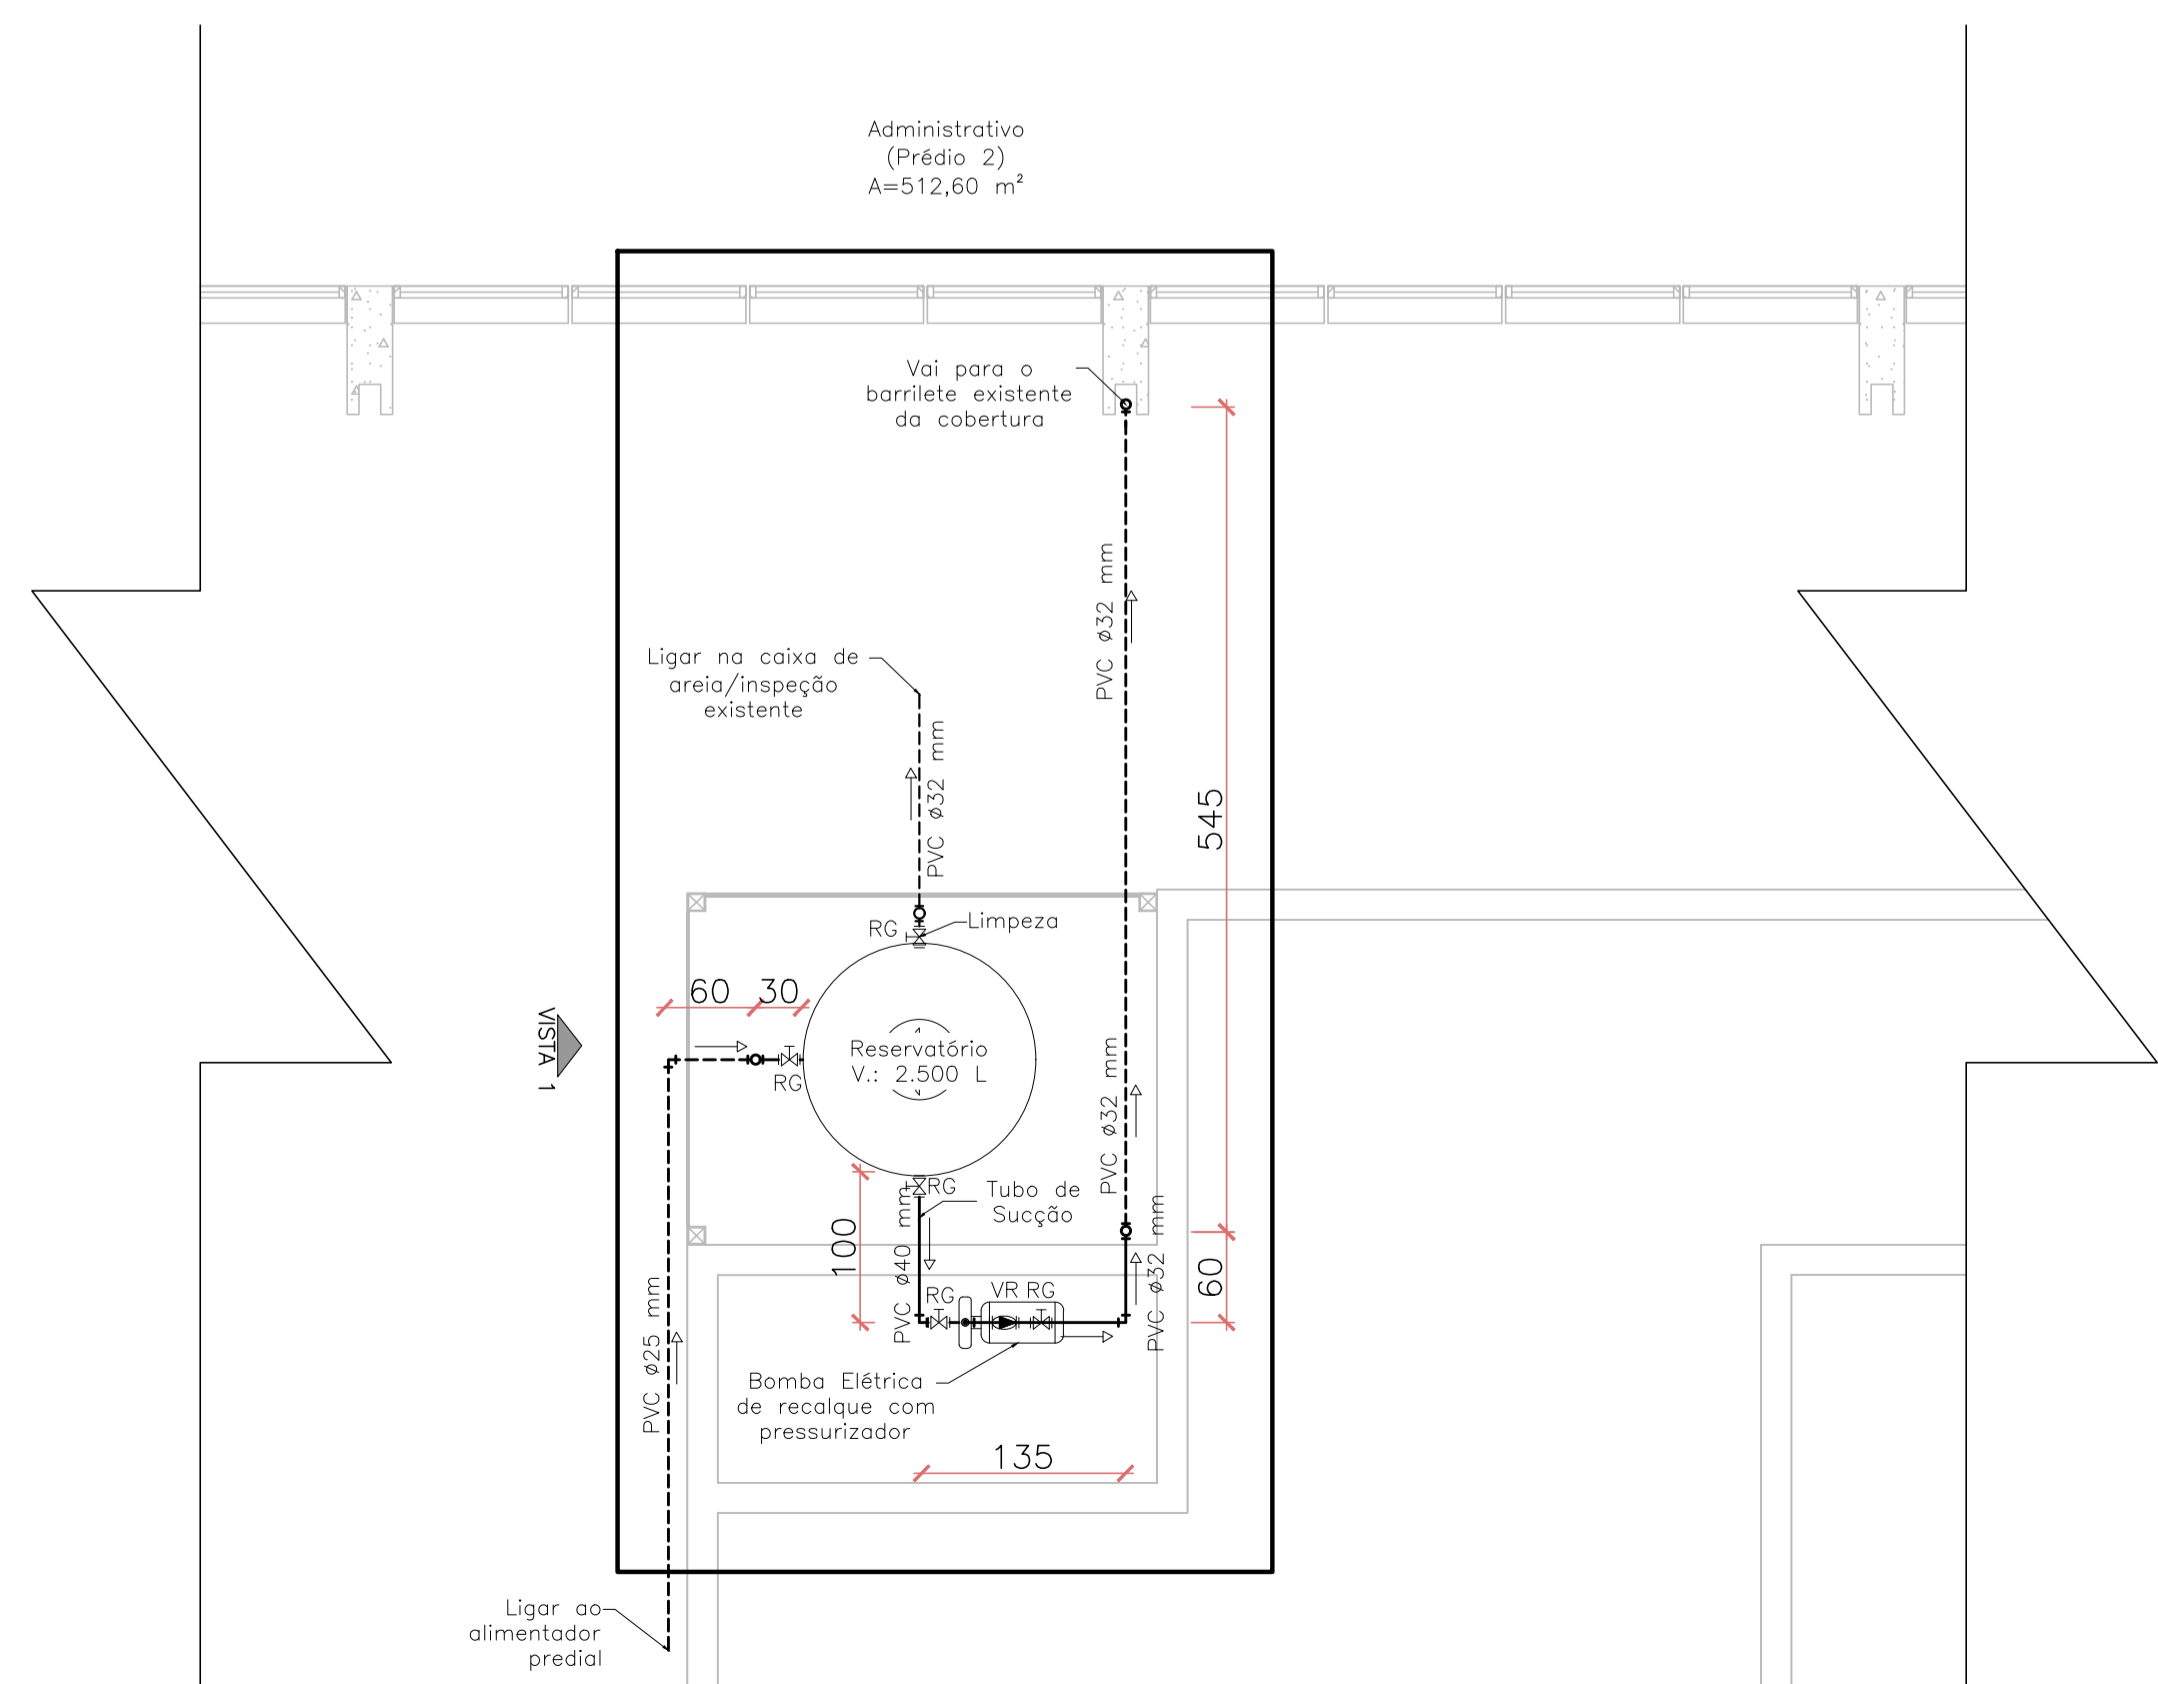 Administrativo
(Prédio 2)
A=512,60 m²
Vai para o
barrilete existente
da cobertura
PVC ø32 mm
Ligar na caixa de
areia/inspeção
existente
PVC ø32 mm
545
RG
Limpeza
60
30
VISTA 1
Reservatório
V.: 2.500 L
RG
PVC ø32 mm
RG
Tubo de
Sucção
100
PVC ø40 mm
PVC ø32 mm
60
RG
VR
RG
PVC ø25 mm
Bomba Elétrica
de recalque com
pressurizador
135
Ligar ao
alimentador
predial